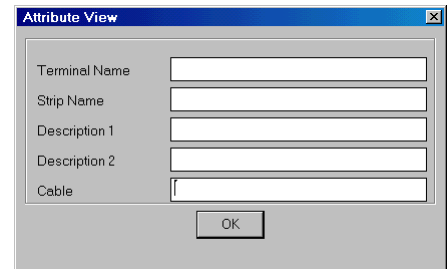 Attribute View
Terminal Name
Strip Name
Description 1
Description 2
Cable
OK